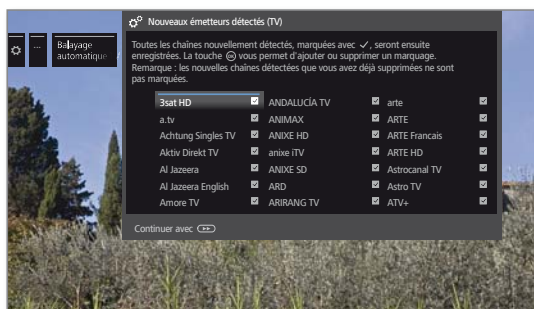 Nouveaux émetteurs détectés (TV)
...
Balayage
automatique
Toutes les chaînes nouvellement détectés, marquées avec ✓, seront ensuite
enregistrées. La touche OK vous permet d'ajouter ou supprimer un marquage.
Remarque : les nouvelles chaînes détectées que vous avez déjà supprimées ne sont
pas marquées.
3sat HD ANDALUCÍA TV arte
a.tv ANIMAX ARTE
Achtung Singles TV ANIXE HD ARTE Francais
Aktiv Direkt TV anixe iTV ARTE HD
Al Jazeera ANIXE SD Astrocanal TV
Al Jazeera English ARD Astro TV
Amore TV ARIRANG TV ATV+
Continuer avec